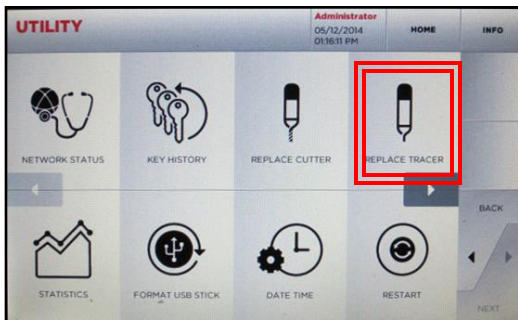 UTILITY
Administrator
05/12/2014
01:16:11 PM
HOME
INFO
NETWORK STATUS
KEY HISTORY
REPLACE CUTTER
REPLACE TRACER
BACK
STATISTICS
FORMAT USB STICK
DATE TIME
RESTART
NEXT